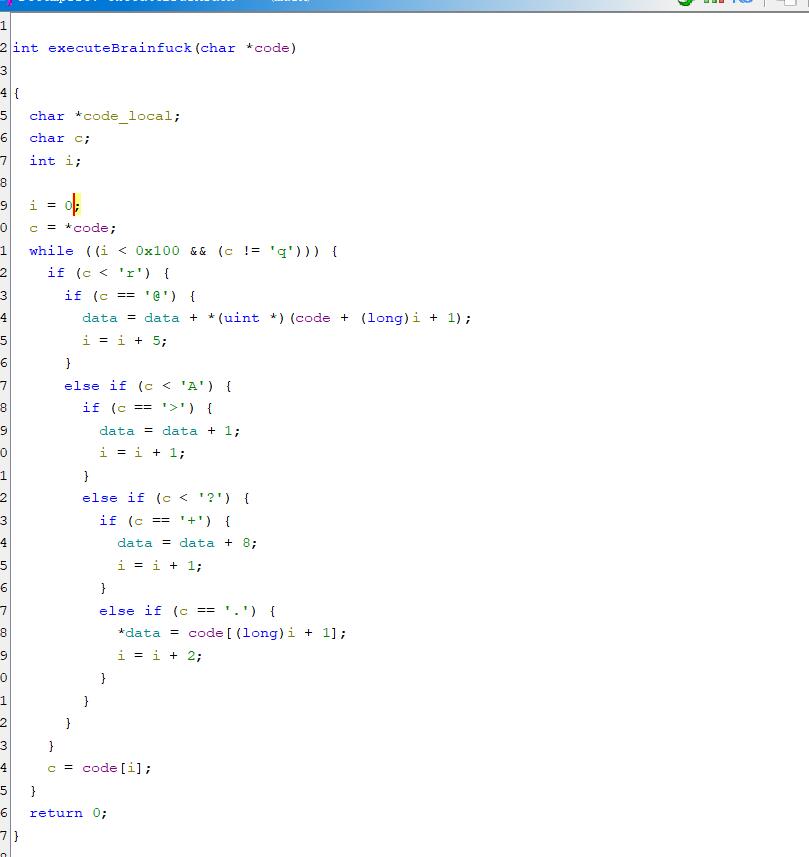 1
2 int executeBrainfuck(char *code)
3
4 {
5   char *code_local;
6   char c;
7   int i;
8
9   i = 0;
0   c = *code;
1   while ((i < 0x100 && (c != 'q'))) {
2     if (c < 'r') {
3       if (c == '@') {
4         data = data + *(uint *)(code + (long)i + 1);
5         i = i + 5;
6       }
7       else if (c < 'A') {
8         if (c == '>') {
9           data = data + 1;
0           i = i + 1;
1         }
2         else if (c < '?') {
3           if (c == '+') {
4             data = data + 8;
5             i = i + 1;
6           }
7           else if (c == '.') {
8             *data = code[(long)i + 1];
9             i = i + 2;
0           }
1         }
2       }
3     }
4     c = code[i];
5   }
6   return 0;
7 }